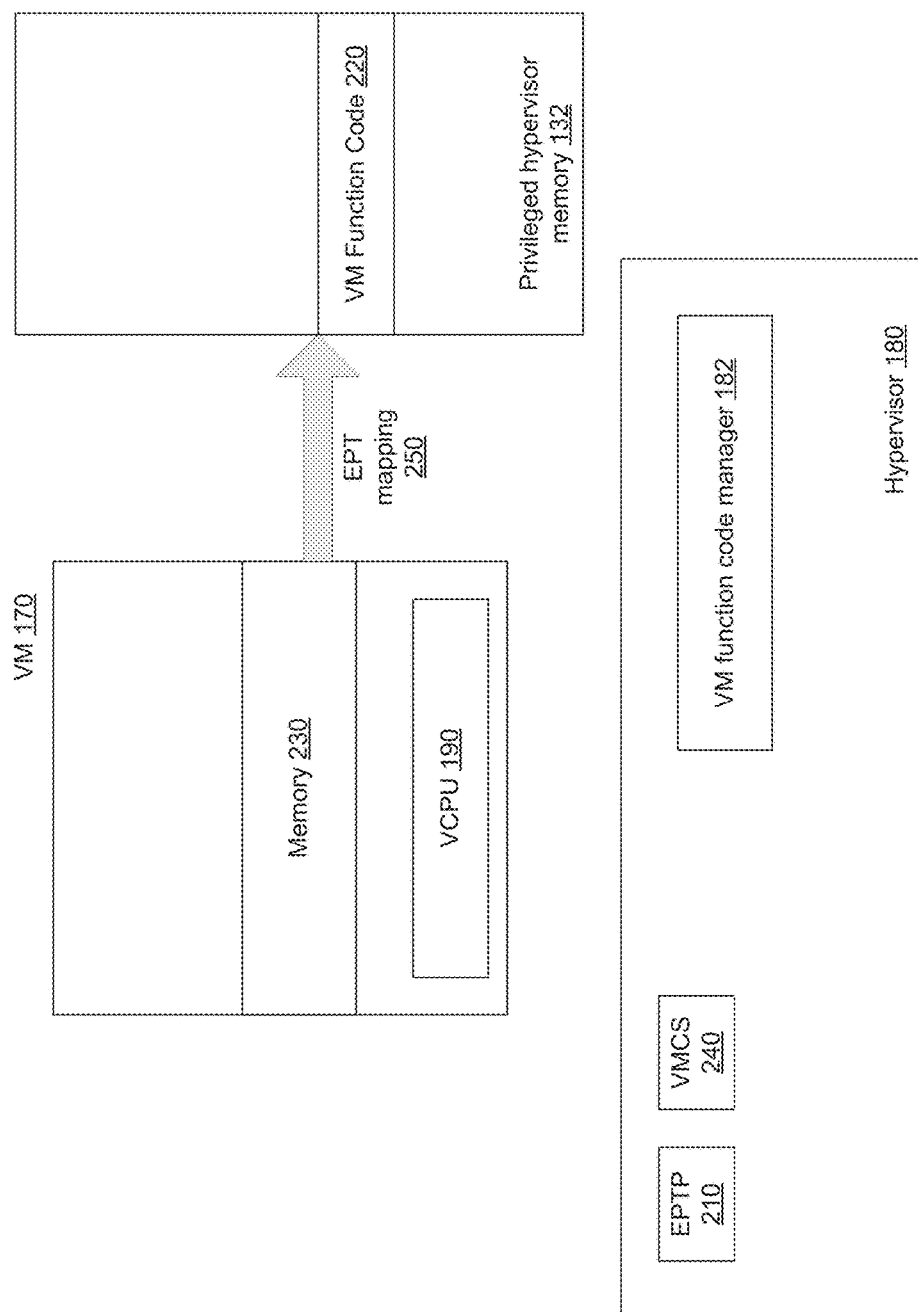 VM 170
Memory 230
VCPU 190
EPT
mapping
250
VM Function Code 220
Privileged hypervisor
memory 132
EPTP
210
VMCS
240
VM function code manager 182
Hypervisor 180